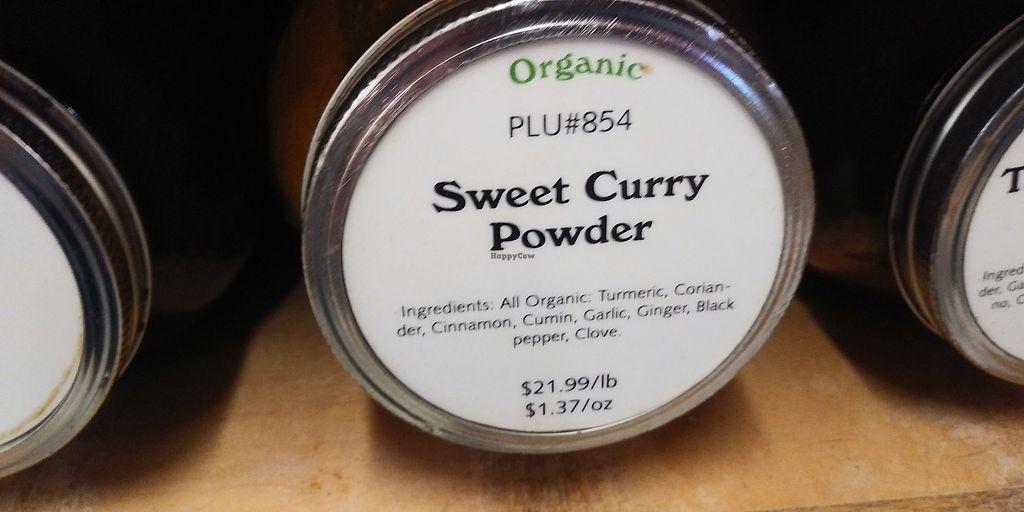 Organic
PLU#854
Sweet Curry
Powder
HappyCow
Ingredients: All Organic: Turmeric, Corian-
der, Cinnamon, Cumin, Garlic, Ginger, Black
pepper, Clove.
$21.99/lb
$1.37/oz